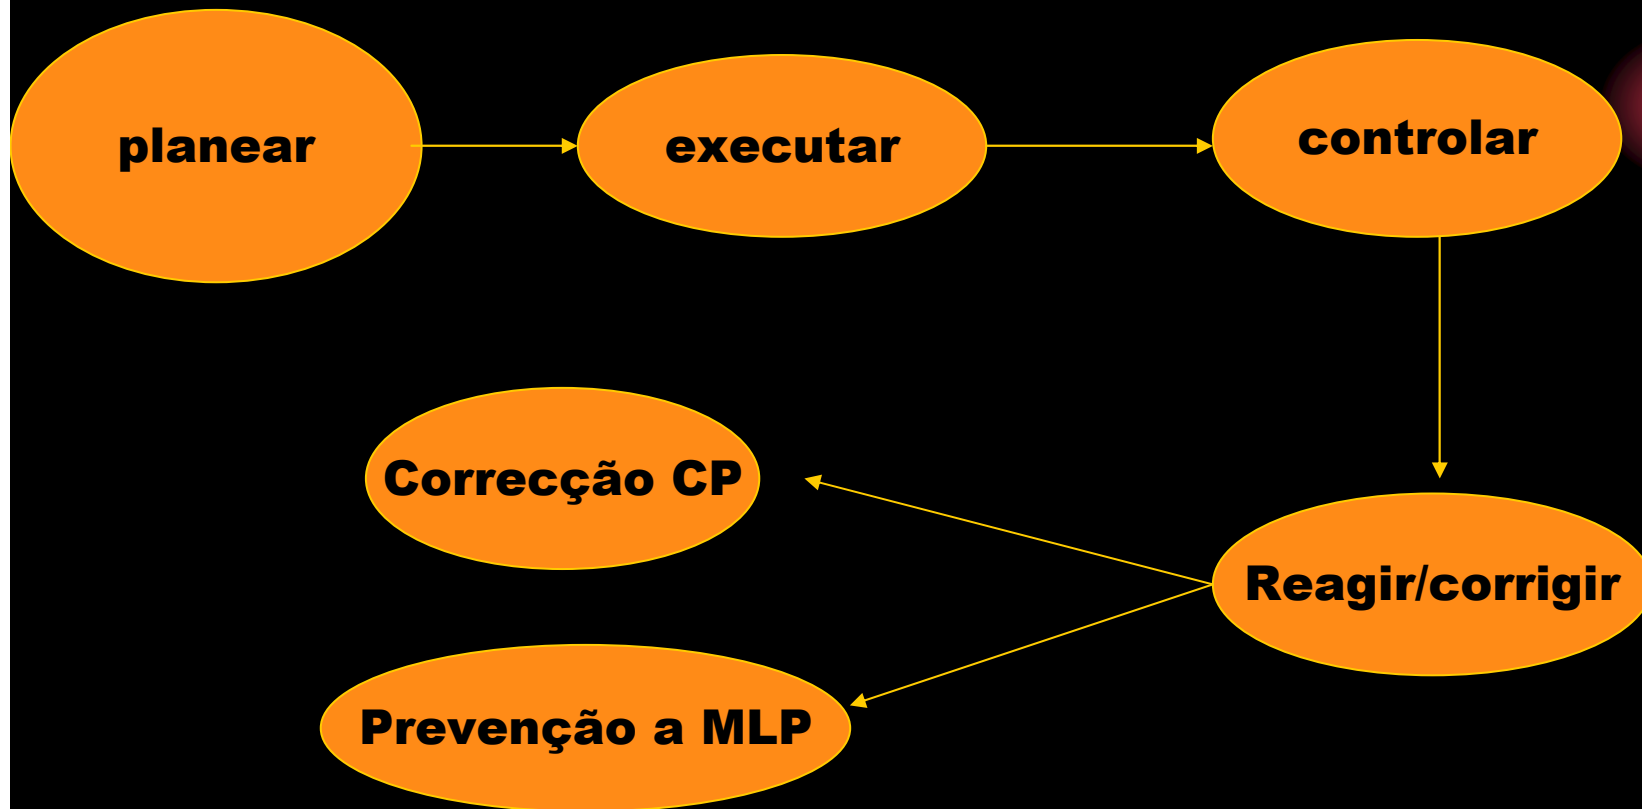 planear
executar
controlar
Correcção CP
Reagir/corrigir
Prevenção a MLP